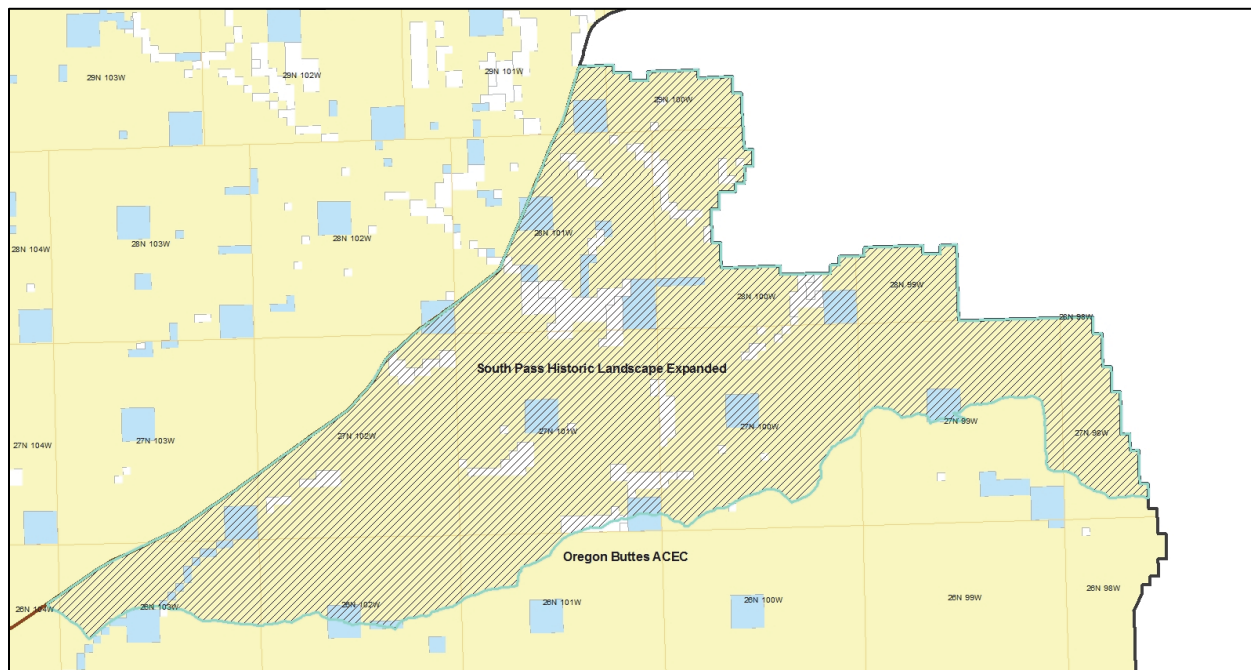 29N 103W
29N 102W
29N 101W
29N 100W
28N 104W
28N 103W
28N 102W
28N 101W
28N 100W
28N 99W
28N 98W
South Pass Historic Landscape Expanded
27N 104W
27N 103W
27N 102W
27N 101W
27N 100W
27N 99W
27N 98W
Oregon Buttes ACEC
26N 104W
26N 103W
26N 102W
26N 101W
26N 100W
26N 99W
26N 98W